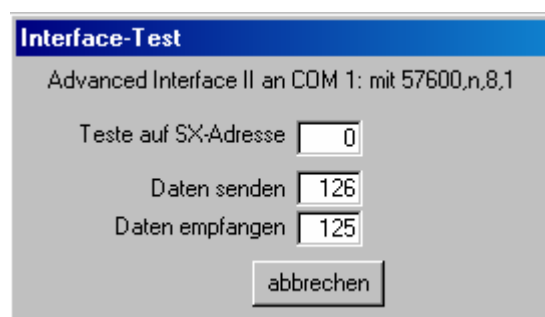 Interface-Test
Advanced Interface II an COM 1: mit 57600,n,8,1
Teste auf SX-Adresse 0
Daten senden 126
Daten empfangen 125
abbrechen